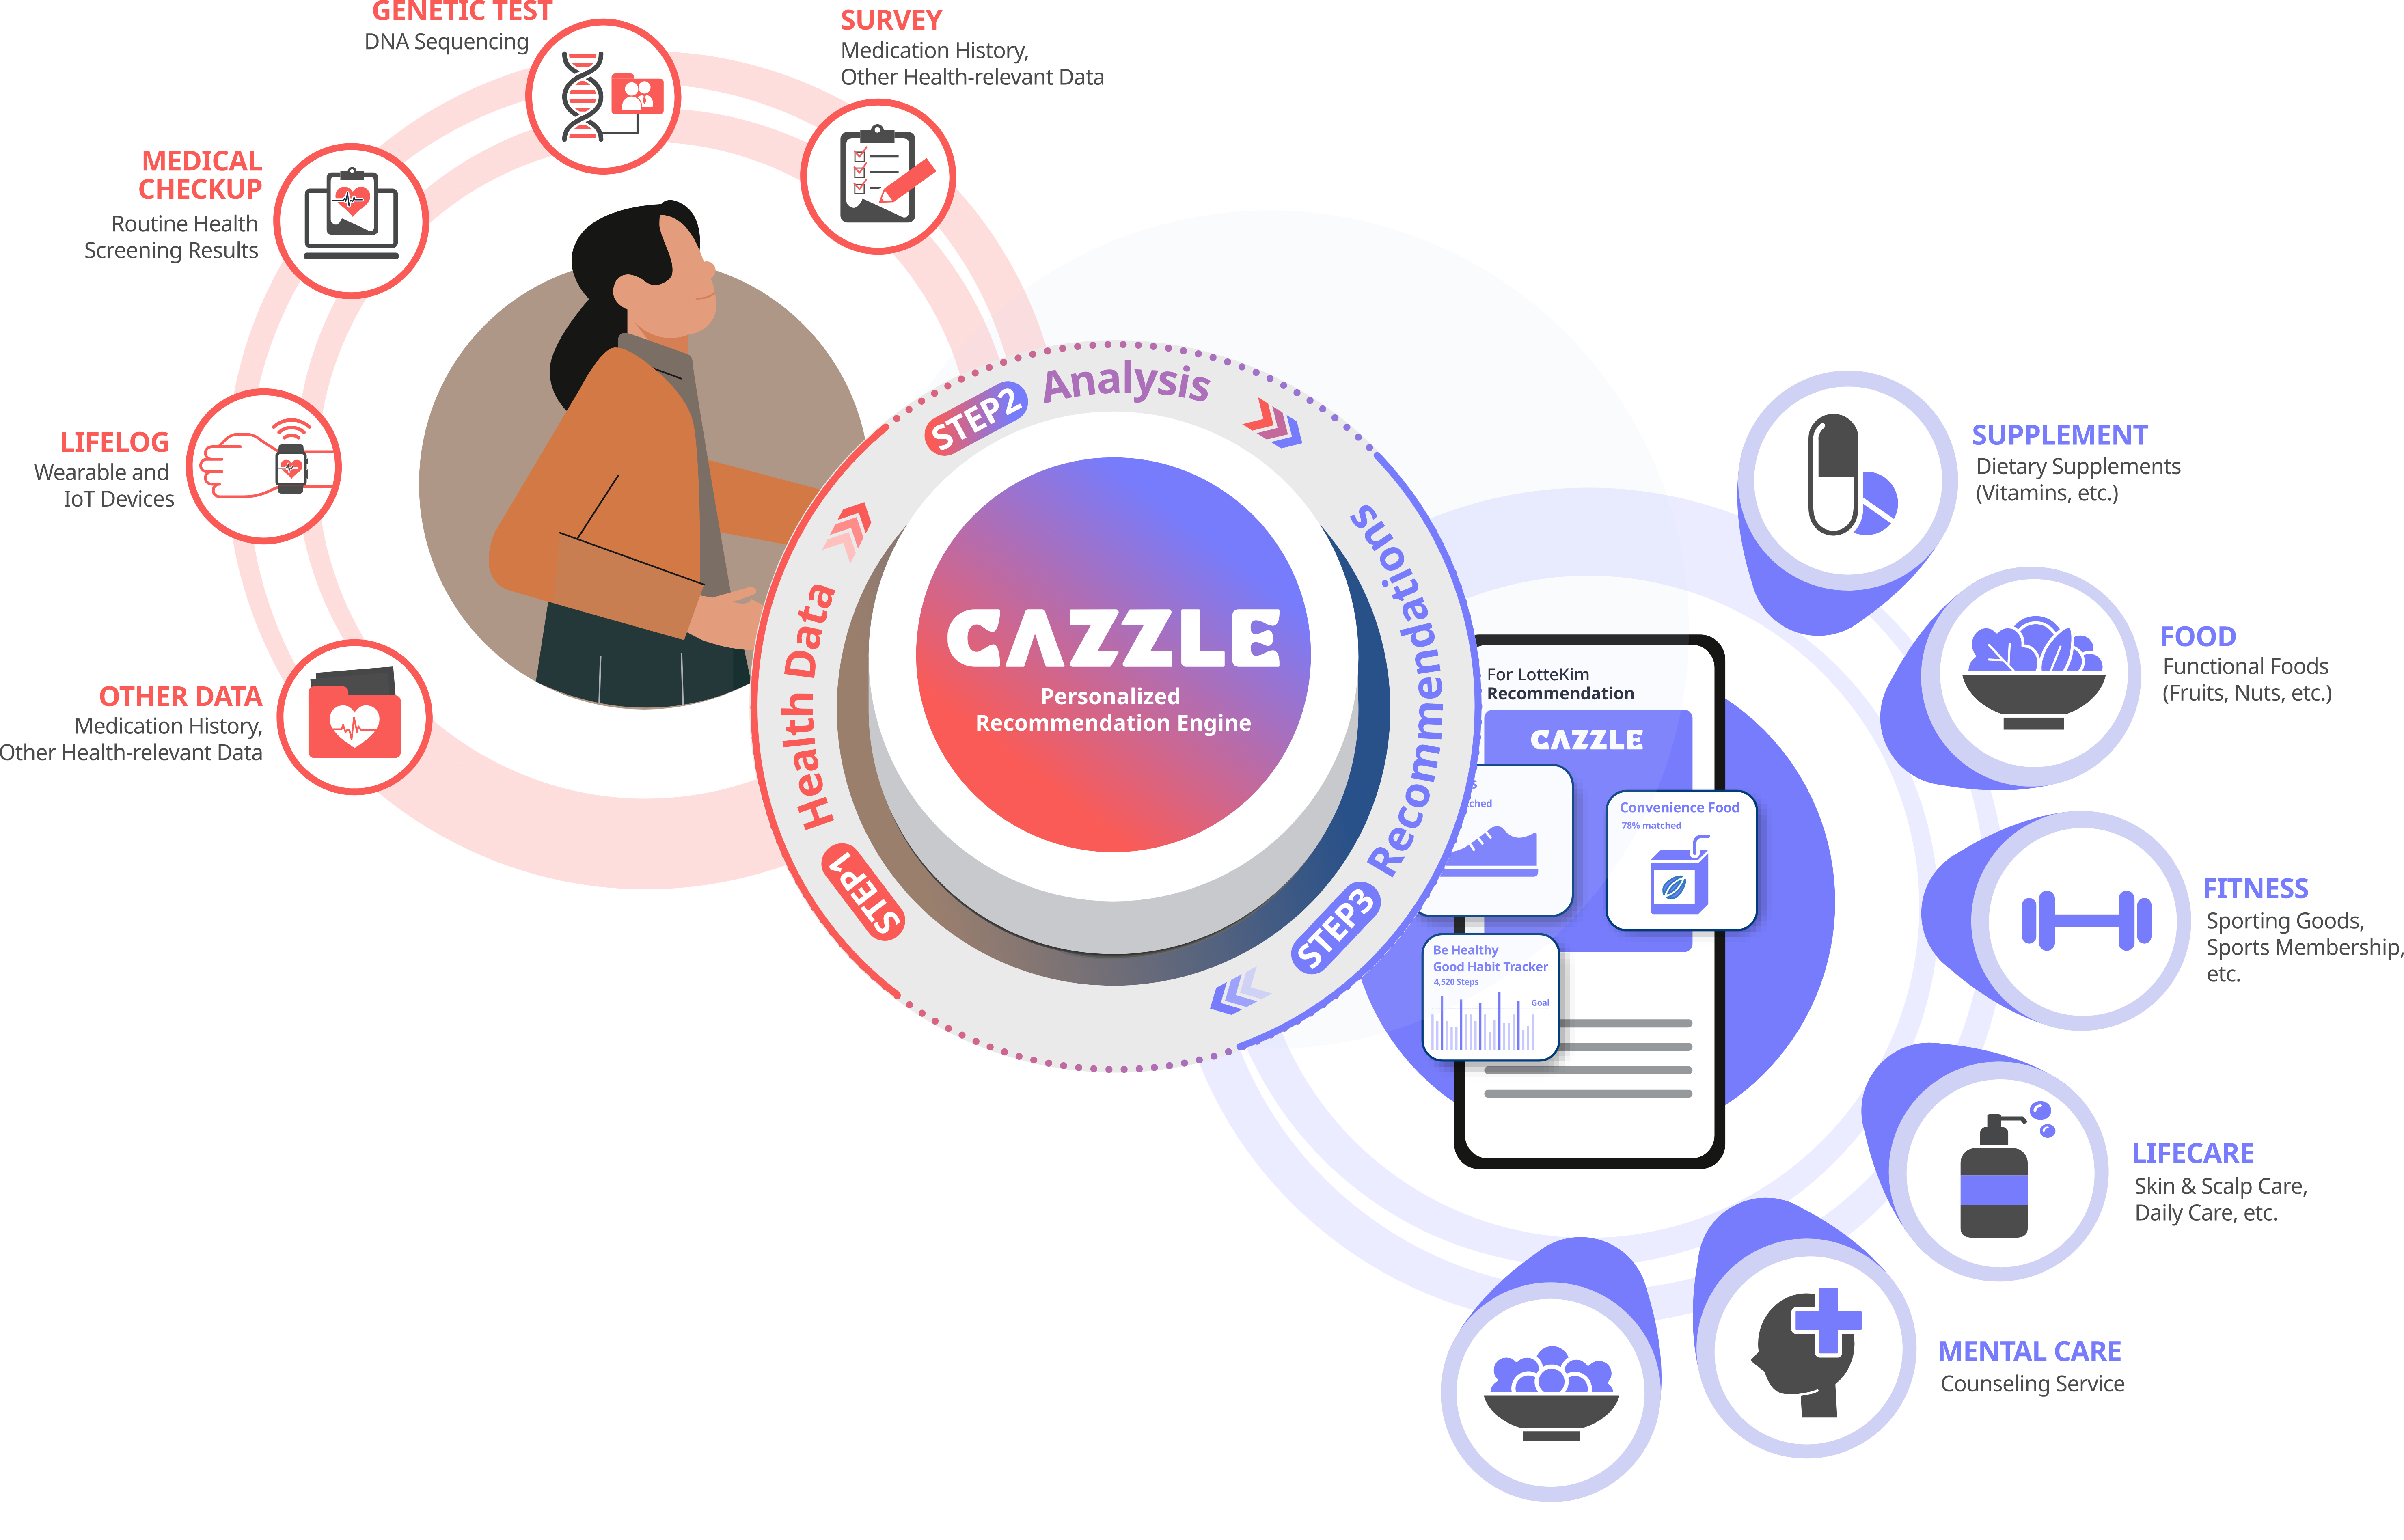 GENETIC TEST
DNA Sequencing
SURVEY
Medication History,
Other Health-relevant Data
MEDICAL
CHECKUP
Routine Health
Screening Results
LIFELOG
Wearable and
IoT Devices
OTHER DATA
Medication History,
Other Health-relevant Data
STEP1 Health Data
STEP2 Analysis
STEP3 Recommendations
CAZZLE
Personalized
Recommendation Engine
For LotteKim
Recommendation
CAZZLE
Convenience Food
78% matched
Be Healthy
Good Habit Tracker
4,520 Steps
Goal
SUPPLEMENT
Dietary Supplements
(Vitamins, etc.)
FOOD
Functional Foods
(Fruits, Nuts, etc.)
FITNESS
Sporting Goods,
Sports Membership,
etc.
LIFECARE
Skin & Scalp Care,
Daily Care, etc.
MENTAL CARE
Counseling Service